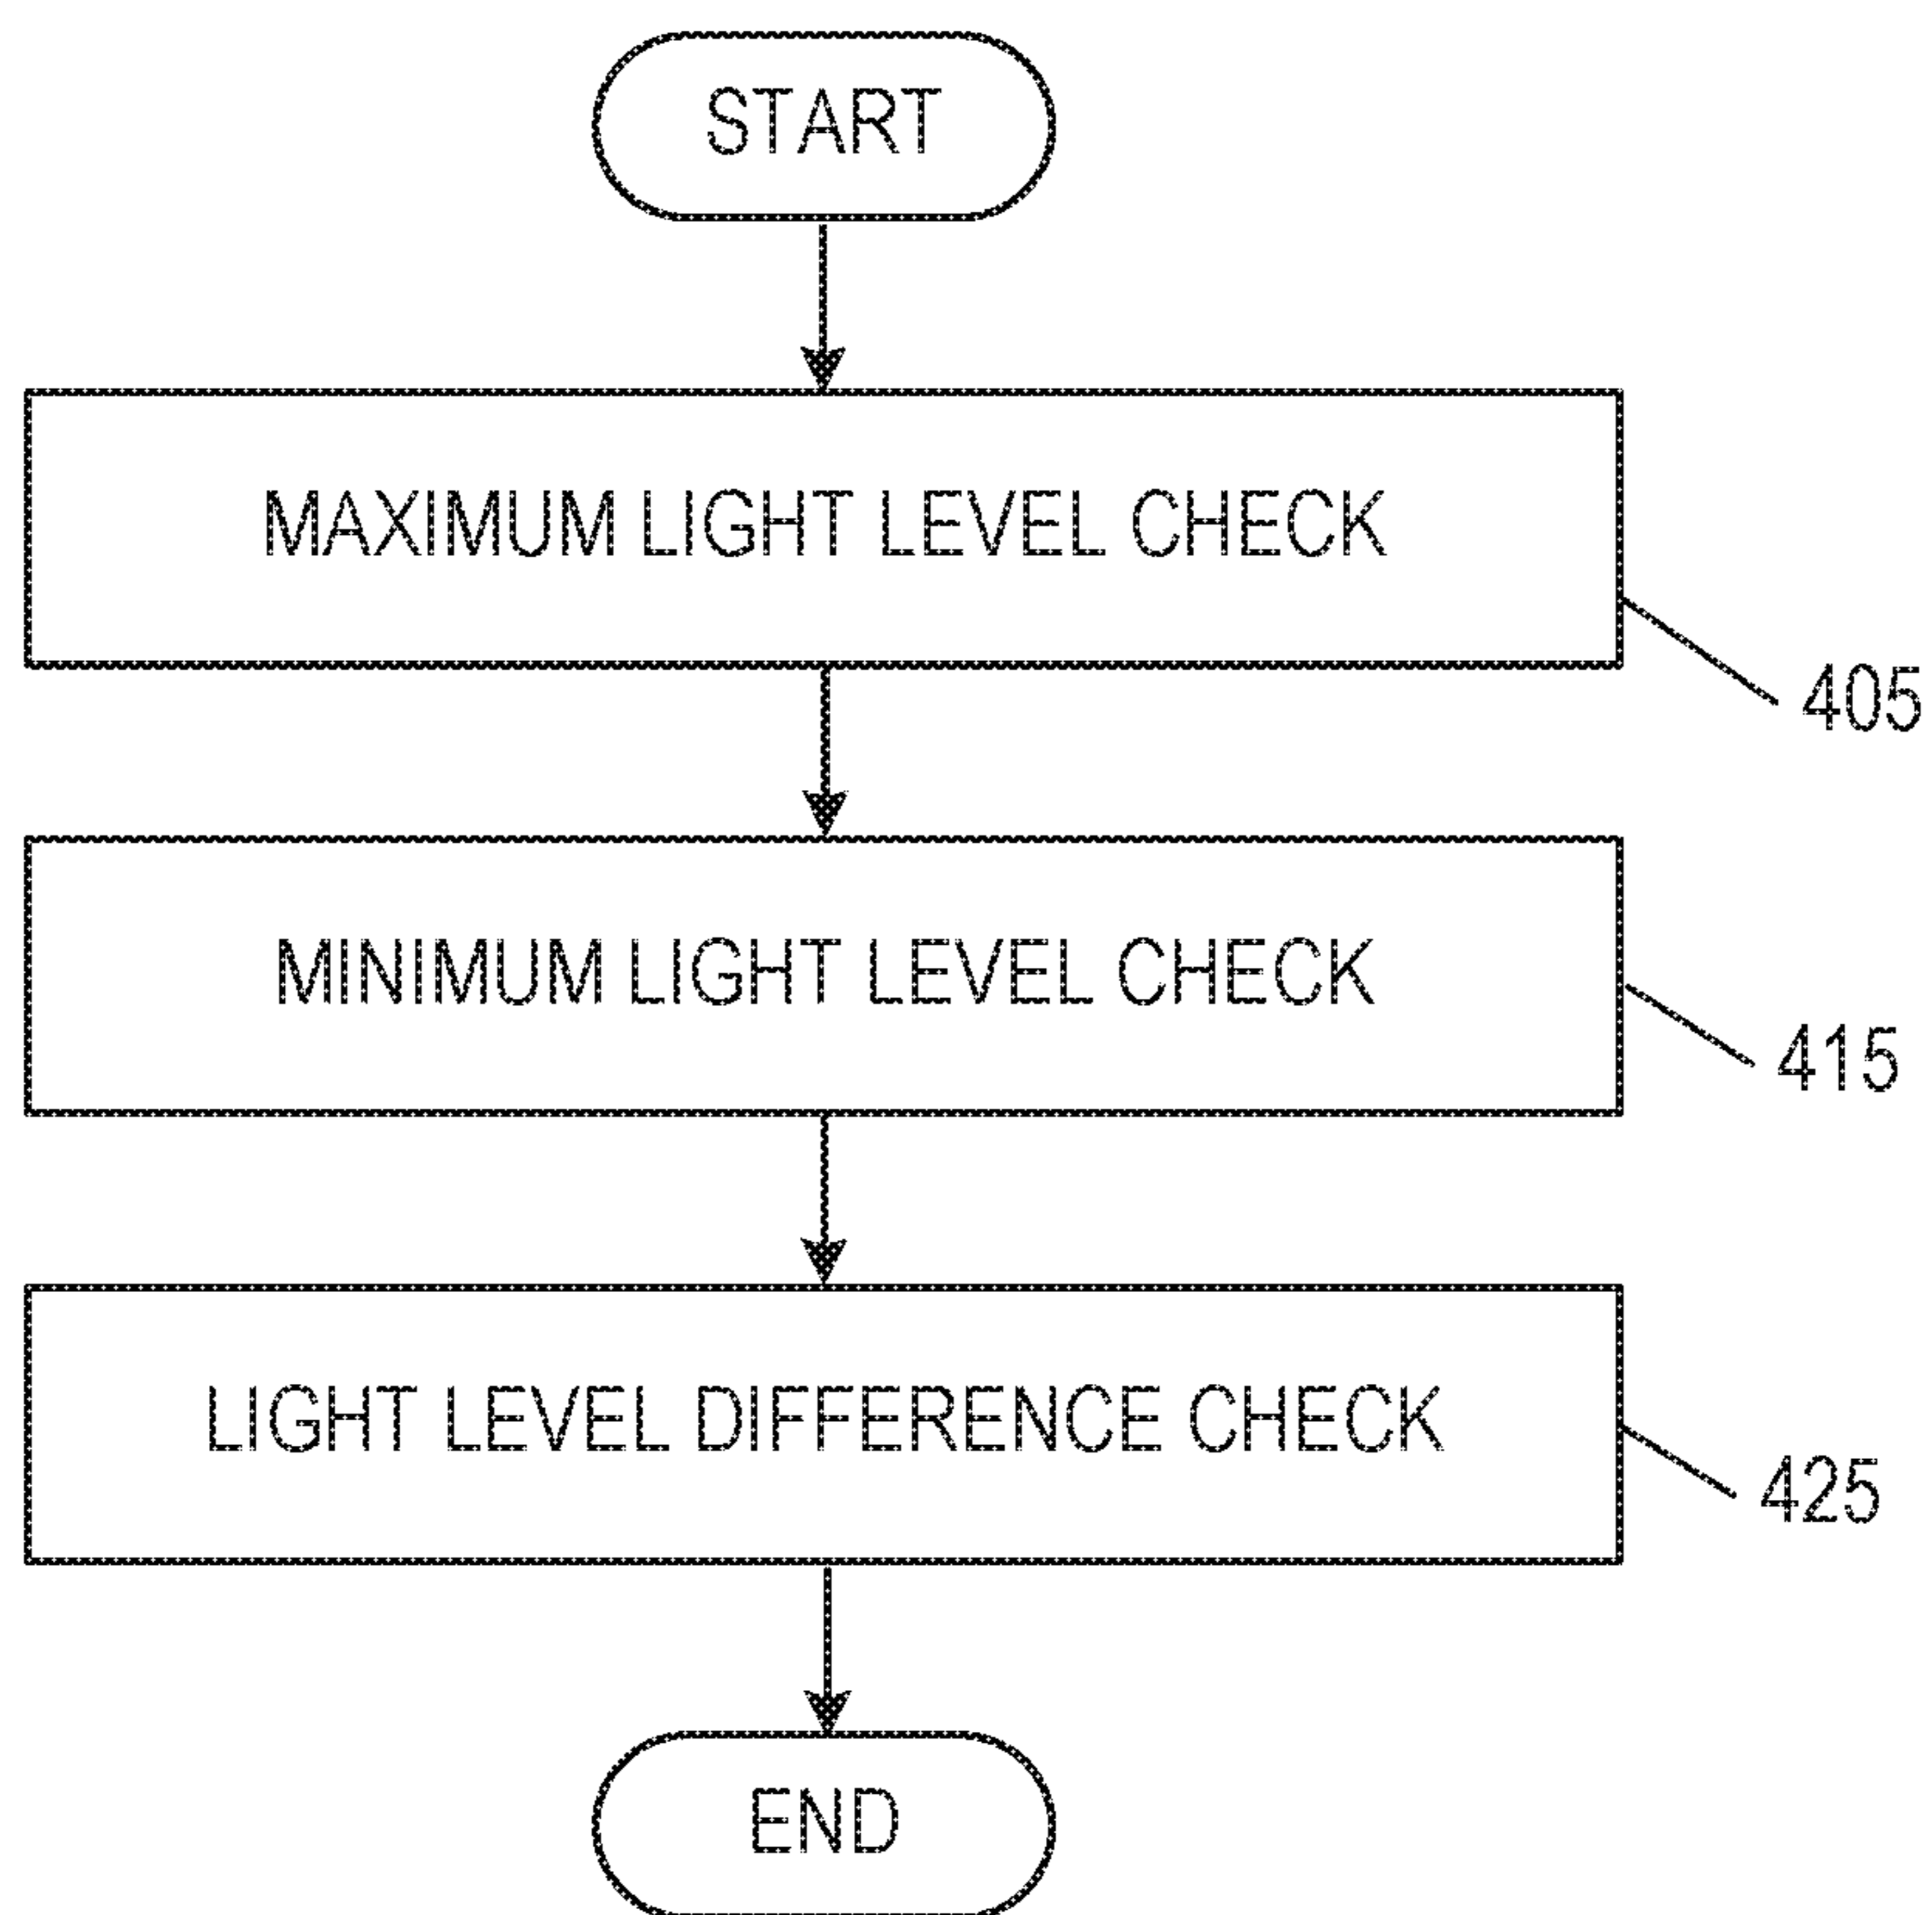 START
MAXIMUM LIGHT LEVEL CHECK
405
MINIMUM LIGHT LEVEL CHECK
415
LIGHT LEVEL DIFFERENCE CHECK
425
END